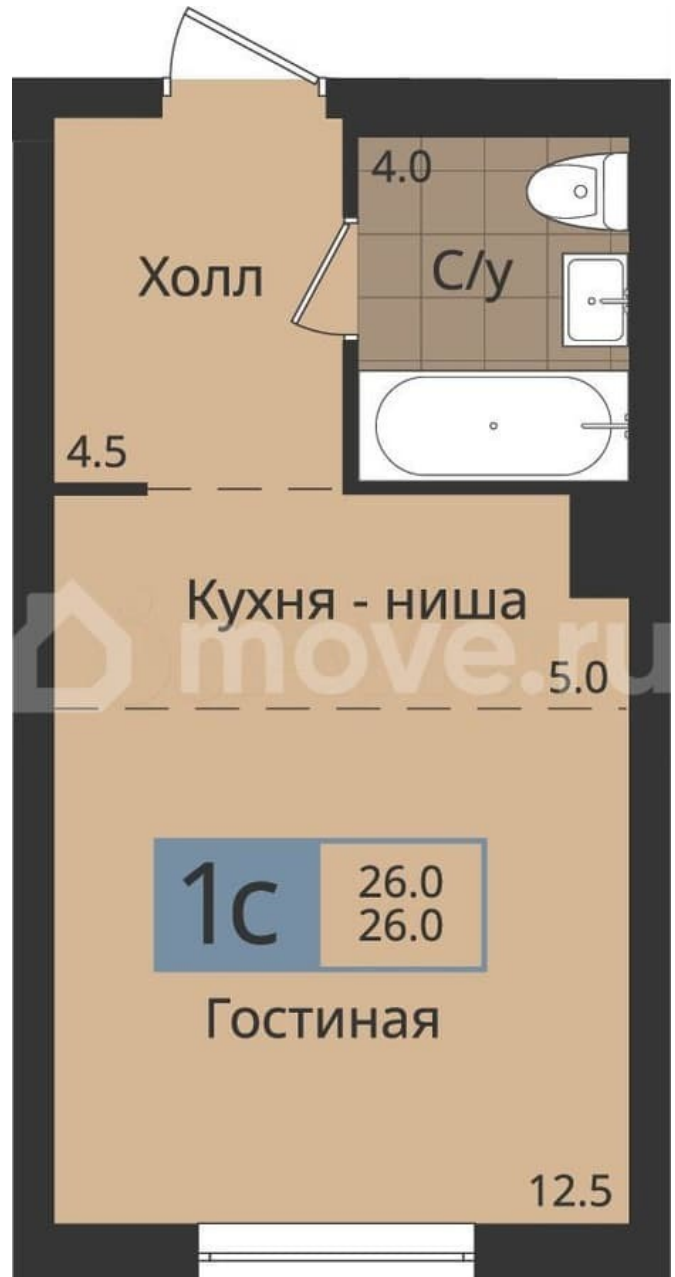 4.0
Холл
С/у
4.5
Кухня - ниша
move.ru
5.0
1с
26.0
26.0
Гостиная
12.5